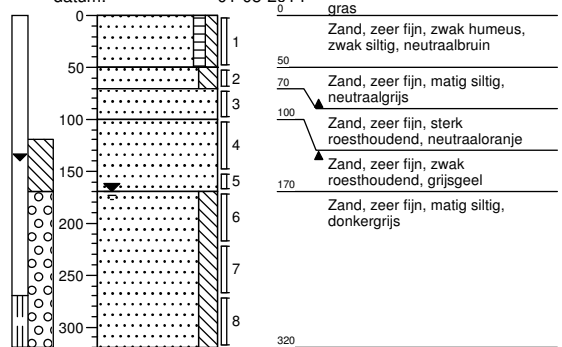 0
50
100
150
200
250
300
1
2
3
4
5
6
7
8
0
gras
Zand, zeer fijn, zwak humeus,
zwak siltig, neutraalbruin
50
Zand, zeer fijn, matig siltig,
neutraalgrijs
70
Zand, zeer fijn, sterk
roesthoudend, neutraaloranje
100
Zand, zeer fijn, zwak
roesthoudend, grijsgeel
170
Zand, zeer fijn, matig siltig,
donkergrijs
320